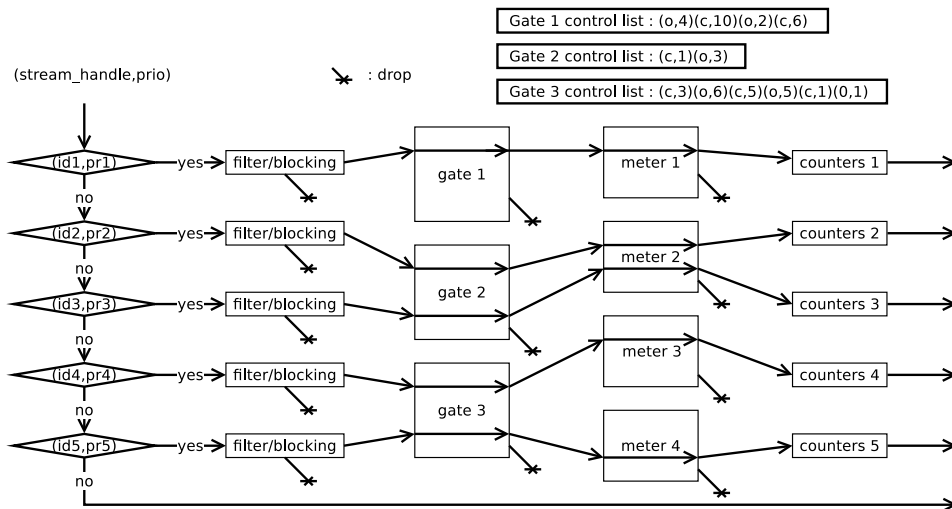 Gate 1 control list : (o,4)(c,10)(o,2)(c,6)
Gate 2 control list : (c,1)(o,3)
(stream_handle,prio)
: drop
Gate 3 control list : (c,3)(o,6)(c,5)(o,5)(c,1)(0,1)
(id1,pr1)
yes
filter/blocking
gate 1
meter 1
counters 1
no
(id2,pr2)
yes
filter/blocking
gate 2
meter 2
counters 2
no
(id3,pr3)
yes
filter/blocking
counters 3
no
(id4,pr4)
yes
filter/blocking
gate 3
meter 3
counters 4
no
(id5,pr5)
yes
filter/blocking
meter 4
counters 5
no